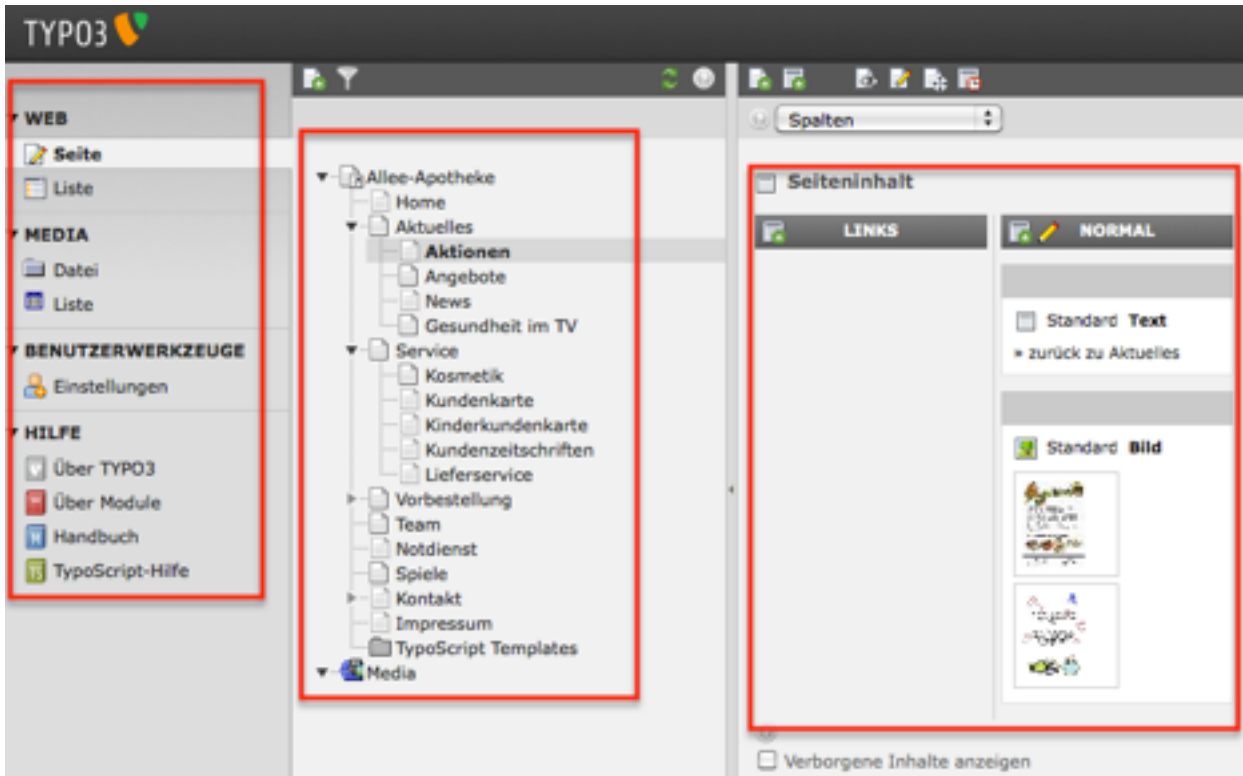 TYPO3
WEB
Seite
Liste
MEDIA
Datei
Liste
BENUTZERWERKZEUGE
Einstellungen
HILFE
Über TYPO3
Über Module
Handbuch
TypoScript-Hilfe
Allee-Apotheke
Home
Aktuelles
Aktionen
Angebote
News
Gesundheit im TV
Service
Kosmetik
Kundenkarte
Kinderkundenkarte
Kundenzeitschriften
Lieferservice
Vorbestellung
Team
Notdienst
Spiele
Kontakt
Impressum
TypoScript Templates
Media
Spalten
Seiteninhalt
LINKS
NORMAL
Standard Text
» zurück zu Aktuelles
Standard Bild
Verborgene Inhalte anzeigen